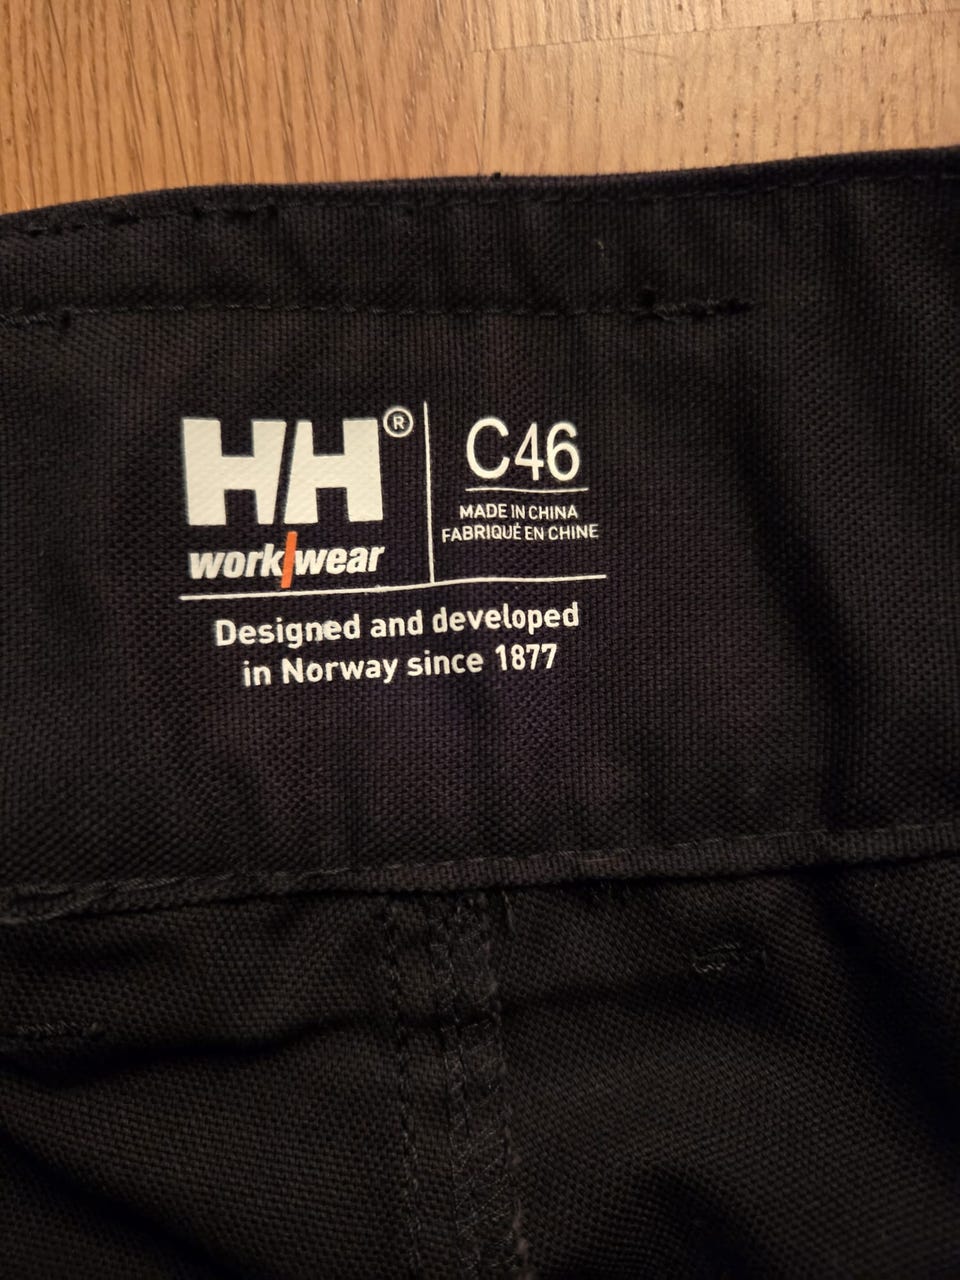 HH®
work/wear
C46
MADE IN CHINA
FABRIQUÉ EN CHINE
Designed and developed
in Norway since 1877